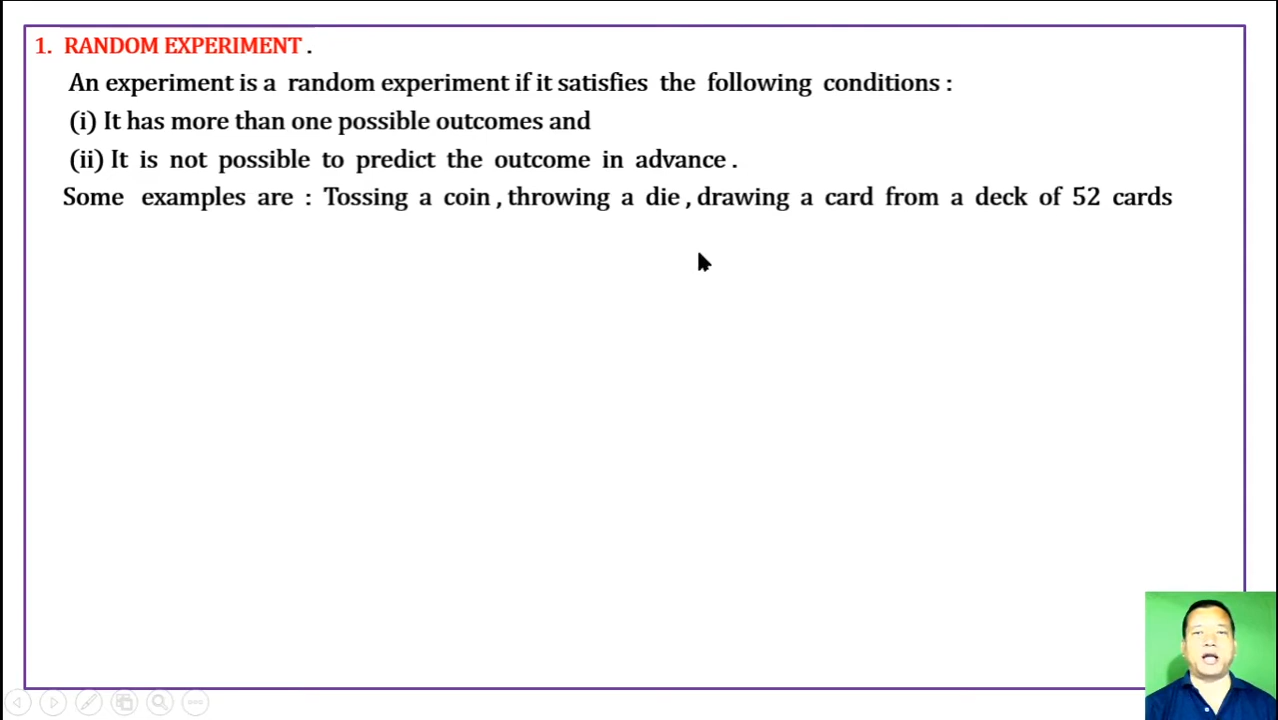 1. RANDOM EXPERIMENT .
An experiment is a random experiment if it satisfies the following conditions :
(i) It has more than one possible outcomes and
(ii) It is not possible to predict the outcome in advance .
Some examples are : Tossing a coin , throwing a die , drawing a card from a deck of 52 cards